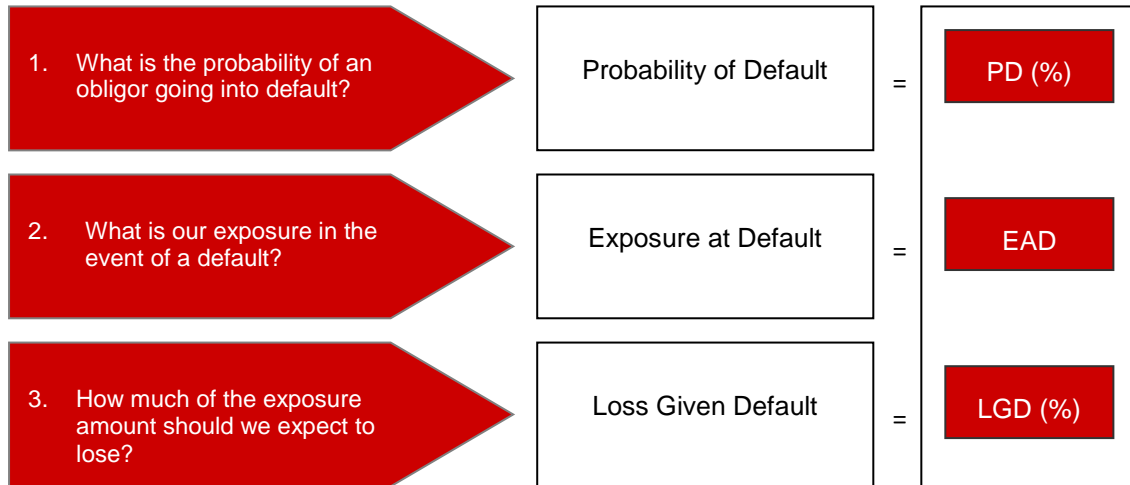 1. What is the probability of an
obligor going into default?
Probability of Default
=
PD (%)
2. What is our exposure in the
event of a default?
Exposure at Default
=
EAD
3. How much of the exposure
amount should we expect to
lose?
Loss Given Default
=
LGD (%)